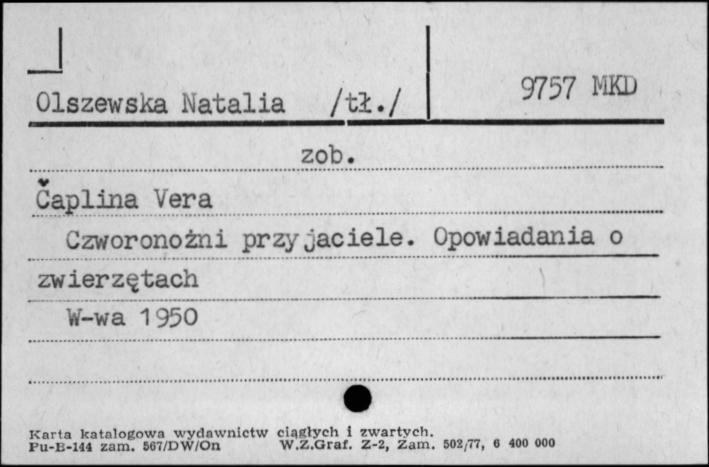 Olszewska Natalia /tł./ 9757 MKD
zob.
Čaplina Vera
Czworonożni przyjaciele. Opowiadania o
zwierzętach
W-wa 1950
Karta katalogowa wydawnictw ciągłych i zwartych.
Pu-B-144 zam. 567/DW/On W.Z.Graf. Z-2, Zam. 502/77, 6 400 000